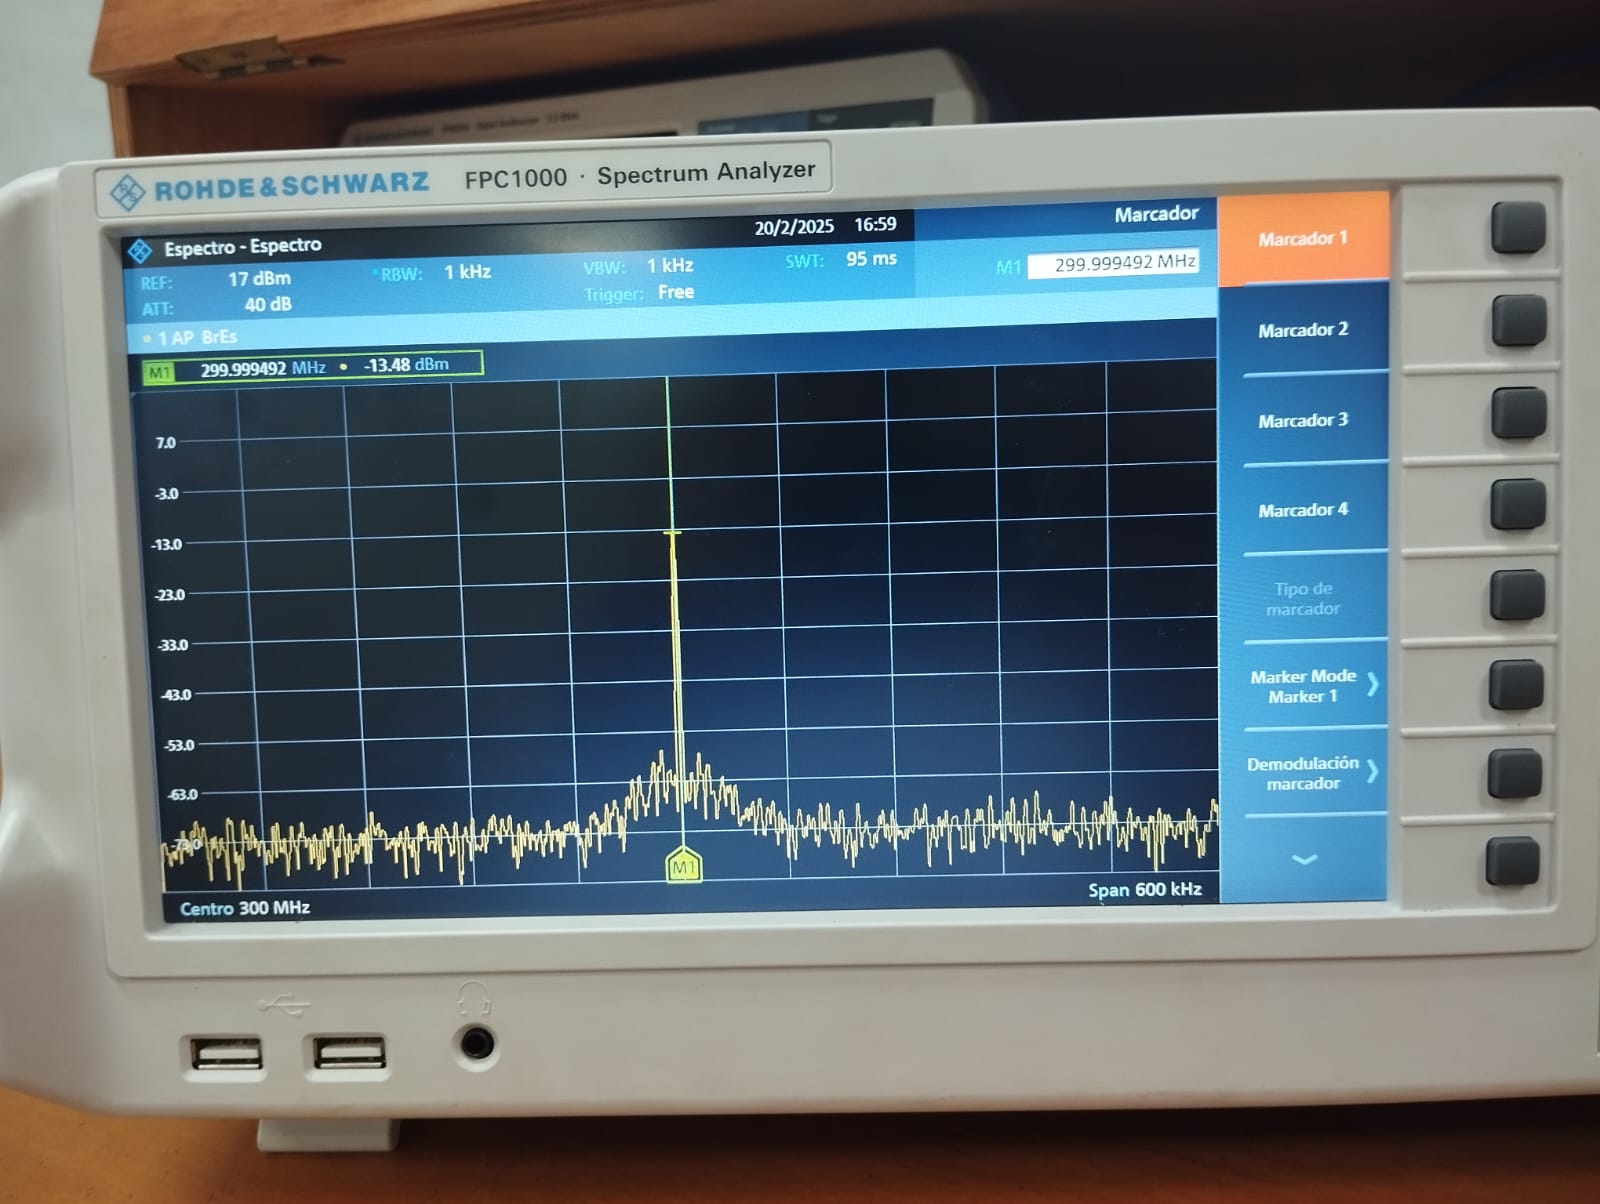 ROHDE&SCHWARZ FPC1000 · Spectrum Analyzer
Espectro - Espectro 20/2/2025 16:59 Marcador
REF: 17 dBm *RBW: 1 kHz VBW: 1 kHz SWT: 95 ms M1 299.999492 MHz
ATT: 40 dB Trigger: Free
1 AP BrEs
M1 299.999492 MHz • -13.48 dBm
7.0
-3.0
-13.0
-23.0
-33.0
-43.0
-53.0
-63.0
-73.0
M1
Centro 300 MHz Span 600 kHz
Marcador 1
Marcador 2
Marcador 3
Marcador 4
Tipo de
marcador
Marker Mode
Marker 1
Demodulación
marcador